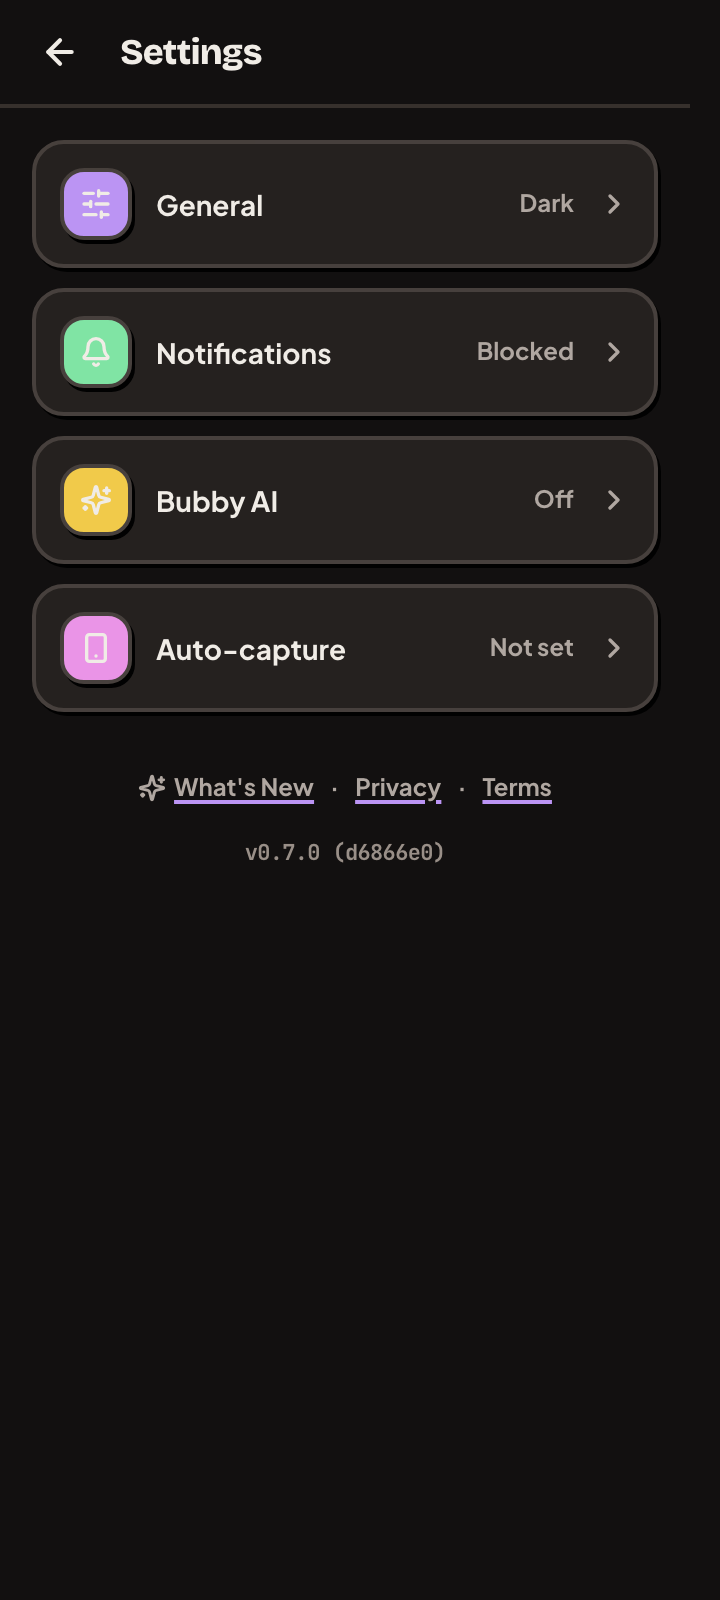 Settings
General Dark
Notifications Blocked
Bubby AI Off
Auto-capture Not set
What's New · Privacy · Terms
v0.7.0 (d6866e0)